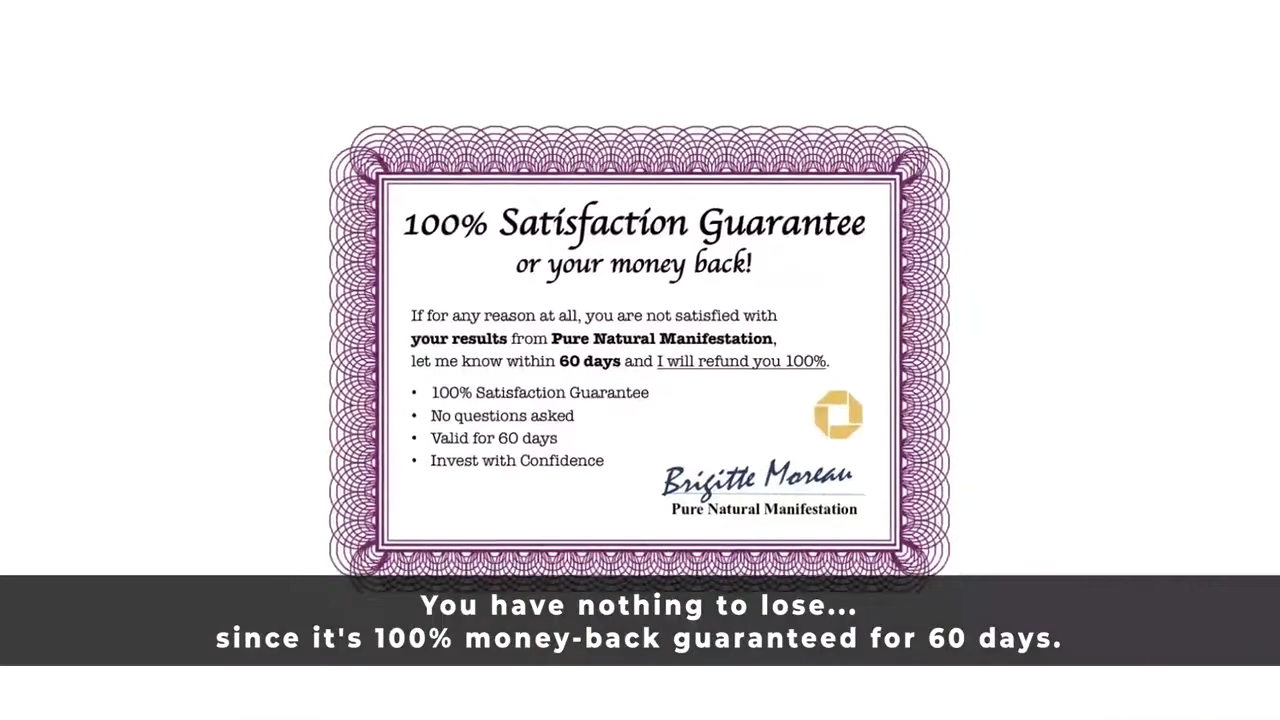 100% Satisfaction Guarantee
or your money back!
If for any reason at all, you are not satisfied with
your results from Pure Natural Manifestation,
let me know within 60 days and I will refund you 100%.
• 100% Satisfaction Guarantee
• No questions asked
• Valid for 60 days
• Invest with Confidence
Brigitte Moreau
Pure Natural Manifestation
You have nothing to lose...
since it's 100% money-back guaranteed for 60 days.